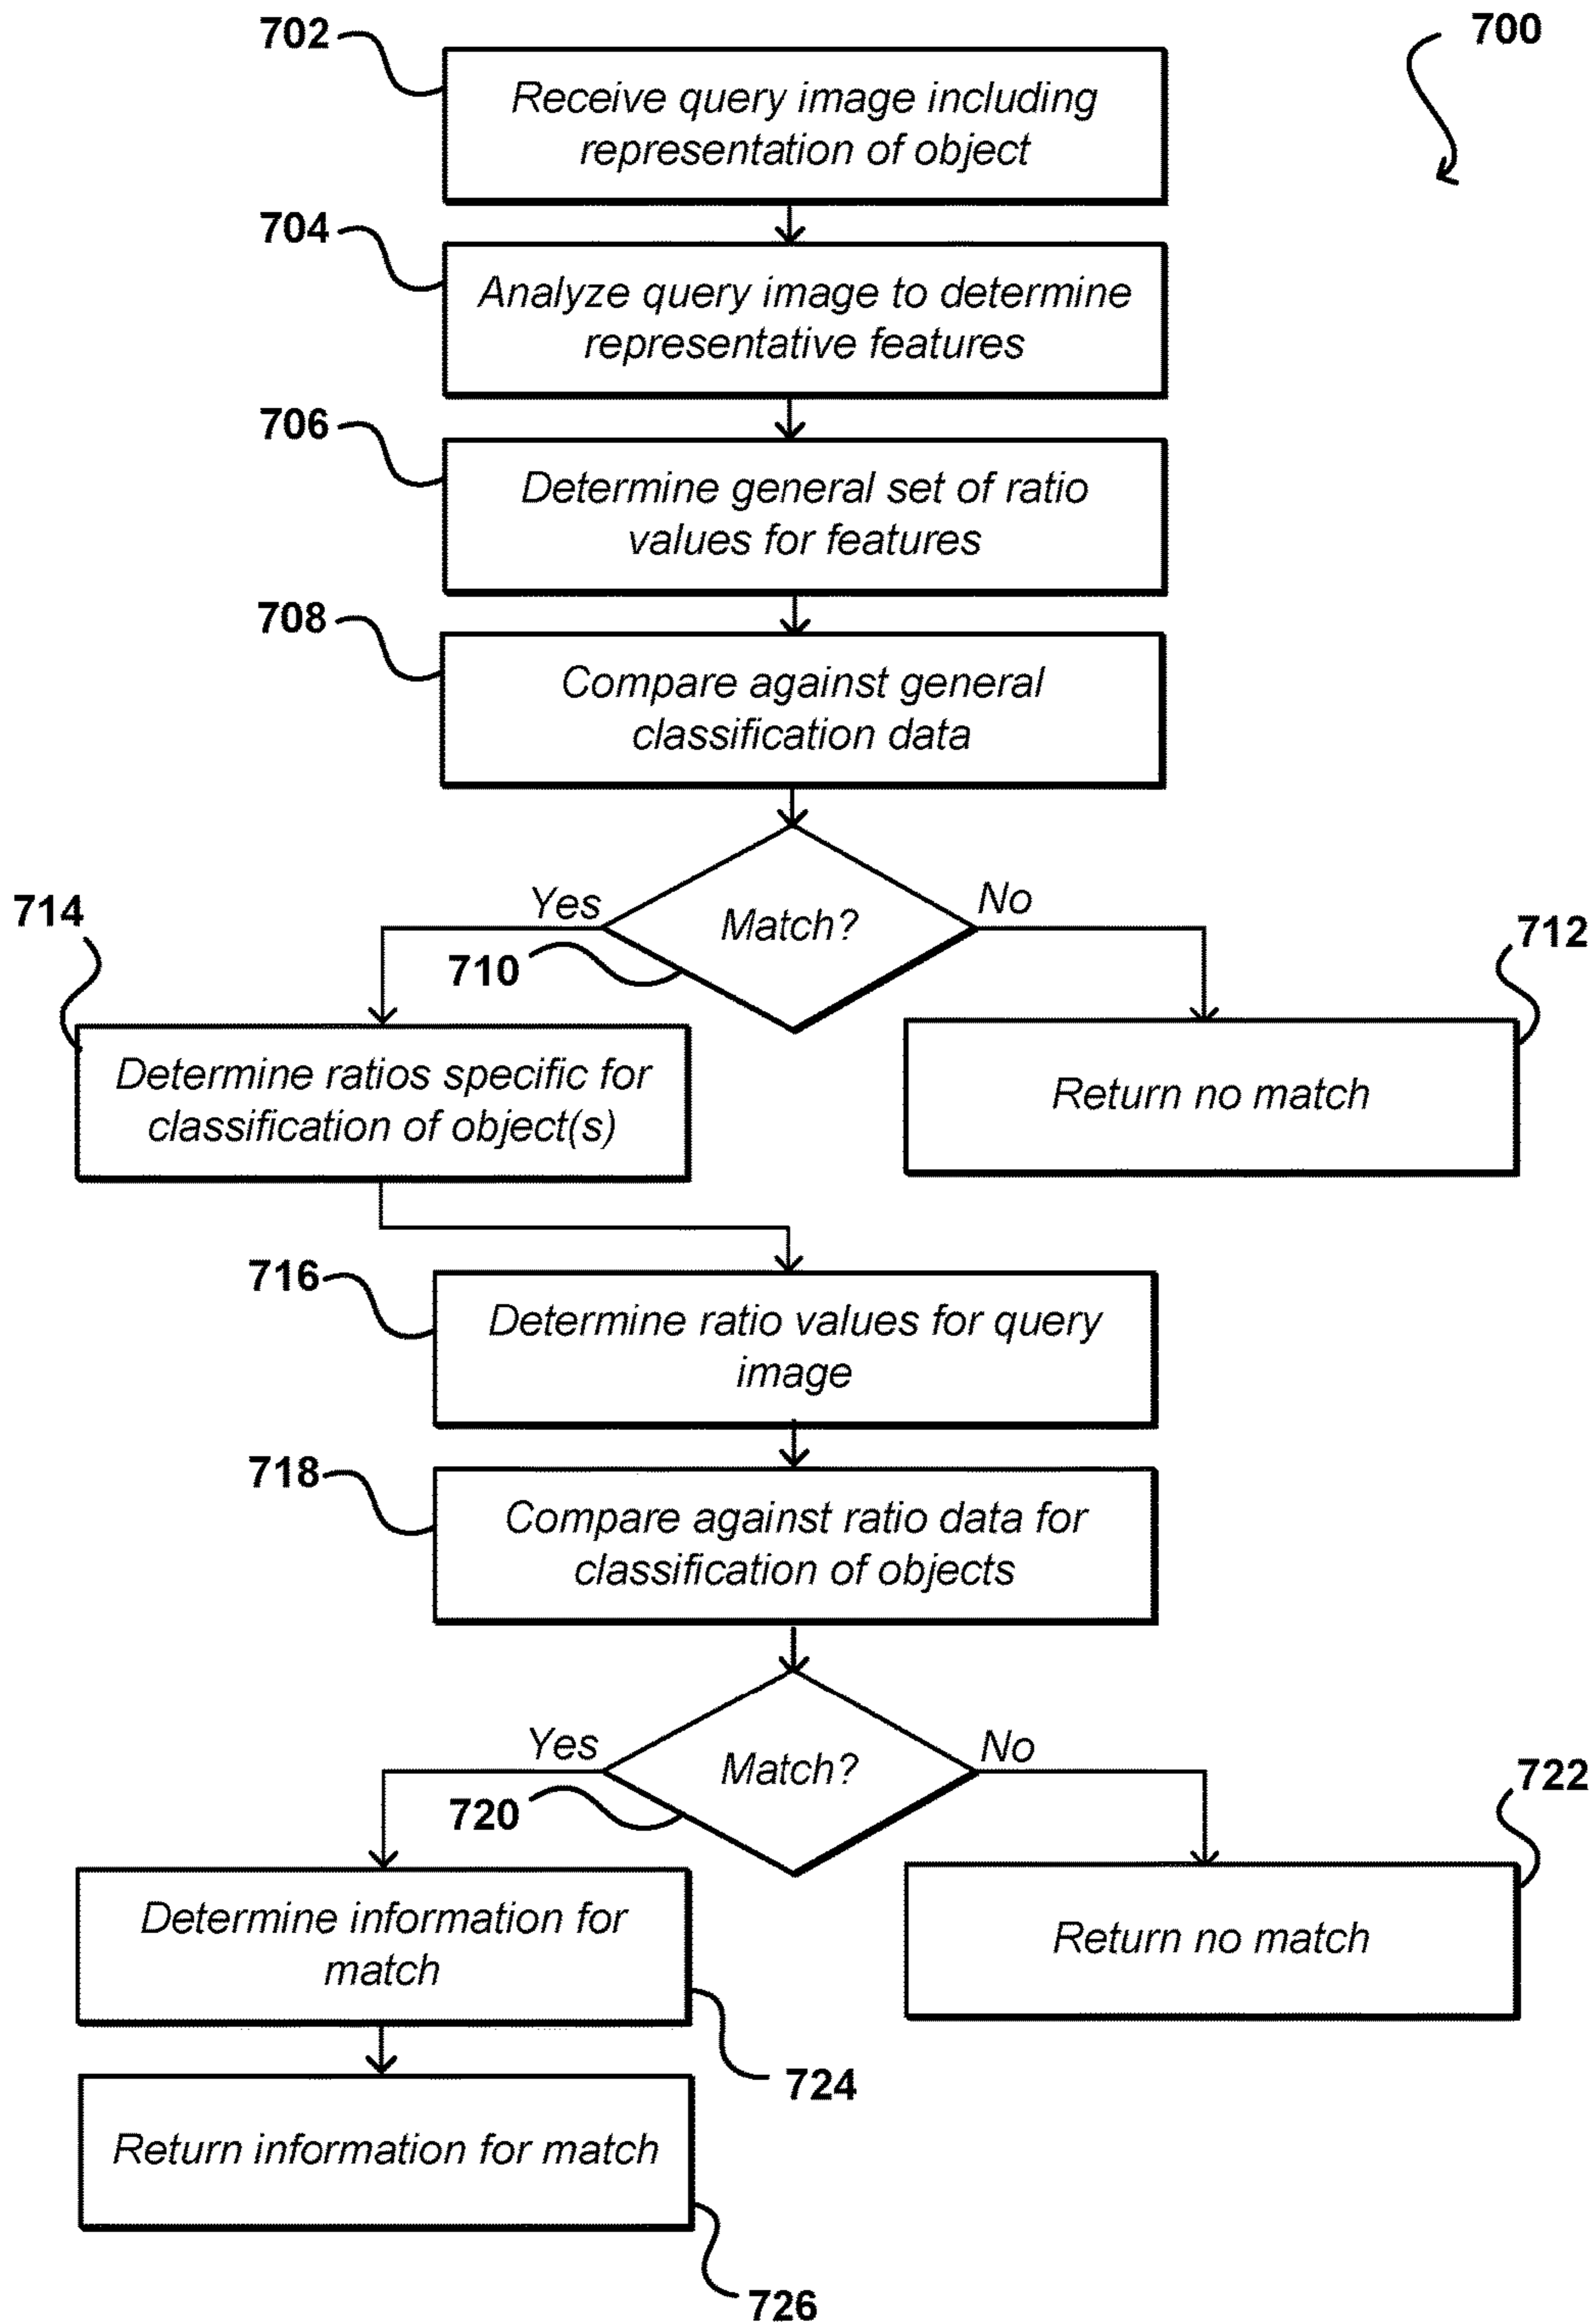 702
700
Receive query image including
representation of object
704
Analyze query image to determine
representative features
706
Determine general set of ratio
values for features
708
Compare against general
classification data
Yes
Match?
No
714
710
712
Determine ratios specific for
classification of object(s)
Return no match
716
Determine ratio values for query
image
718
Compare against ratio data for
classification of objects
Yes
Match?
No
720
722
Determine information for
match
Return no match
724
Return information for match
726